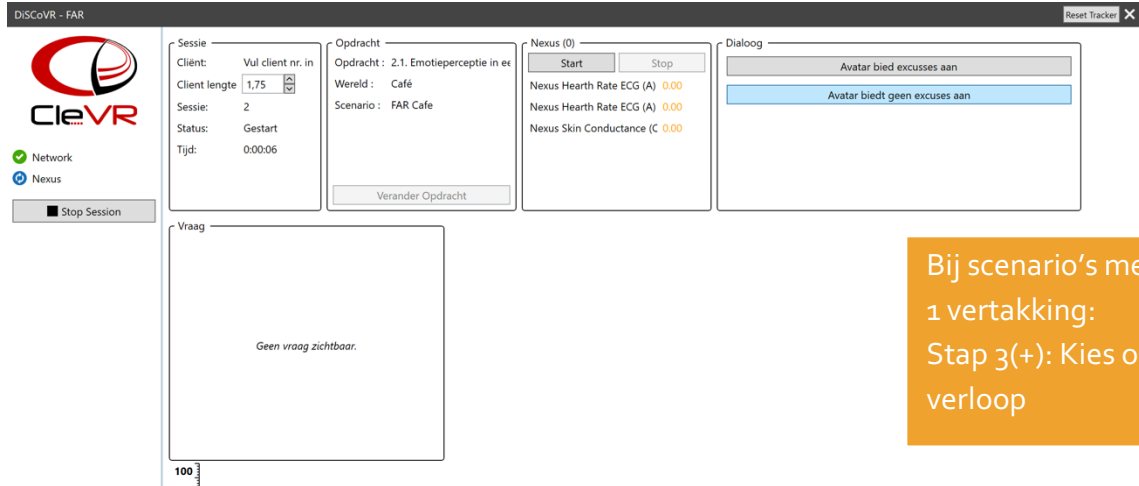 DiSCoVR - FAR
Reset Tracker
CleVR
Network
Nexus
Stop Session
Sessie
Cliënt: Vul client nr. in
Client lengte 1,75
Sessie: 2
Status: Gestart
Tijd: 0:00:06
Opdracht
Opdracht : 2.1. Emotieperceptie in ee
Wereld : Café
Scenario : FAR Cafe
Verander Opdracht
Nexus (0)
Start Stop
Nexus Hearth Rate ECG (A) 0.00
Nexus Hearth Rate ECG (A) 0.00
Nexus Skin Conductance (C 0.00
Dialoog
Avatar bied excusses aan
Avatar biedt geen excuses aan
Vraag
Geen vraag zichtbaar.
100
Bij scenario's me
1 vertakking:
Stap 3(+): Kies o
verloop